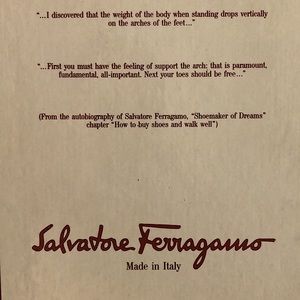 “...I discovered that the weight of the body when standing drops vertically
on the arches of the feet...”
“...First you must have the feeling of support the arch; that is paramount,
fundamental, all-important. Next your toes should be free...”
(From the autobiography of Salvatore Ferragamo, “Shoemaker of Dreams”
chapter “How to buy shoes and walk well”)
Salvatore Ferragamo
Made in Italy